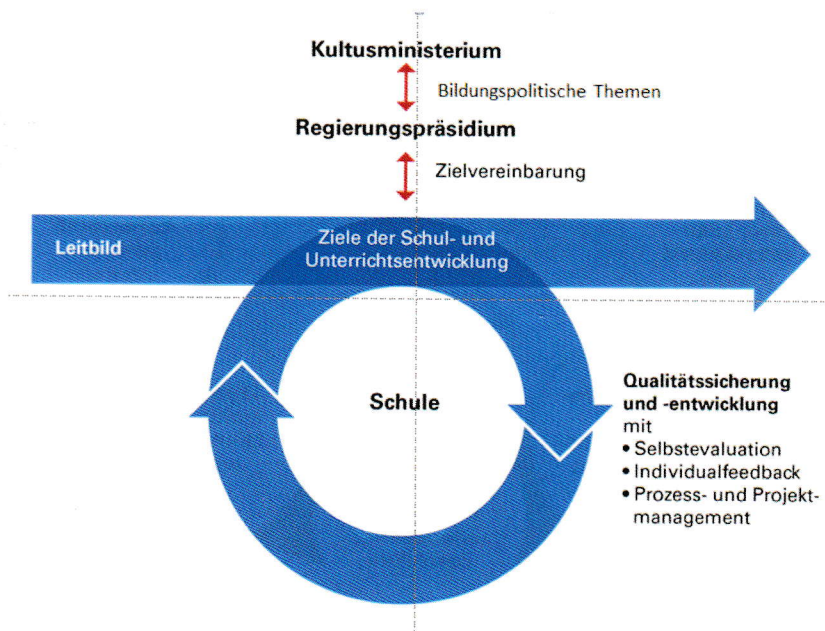 Kultusministerium
Bildungspolitische Themen
Regierungspräsidium
Zielvereinbarung
Leitbild
Ziele der Schul- und
Unterrichtsentwicklung
Schule
Qualitätssicherung
und -entwicklung
mit
• Selbstevaluation
• Individualfeedback
• Prozess- und Projekt-
management